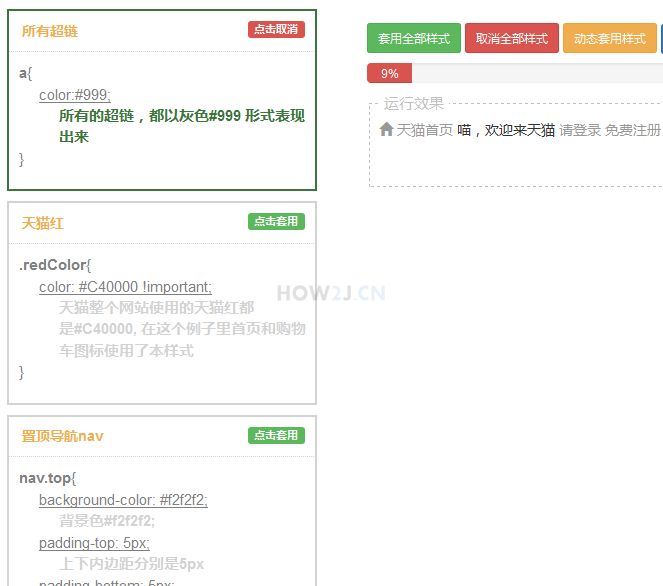 所有超链 点击取消
a{
color:#999;
所有的超链，都以灰色#999 形式表现
出来
}
天猫红 点击套用
.redColor{
color: #C40000 !important;
天猫整个网站使用的天猫红都
是#C40000, 在这个例子里首页和购物
车图标使用了本样式
}
置顶导航nav 点击套用
nav.top{
background-color: #f2f2f2;
背景色#f2f2f2;
padding-top: 5px;
上下内边距分别是5px
padding-bottom: 5px;
套用全部样式 取消全部样式 动态套用样式
9%
运行效果
天猫首页 喵，欢迎来天猫 请登录 免费注册
HOW2J.CN